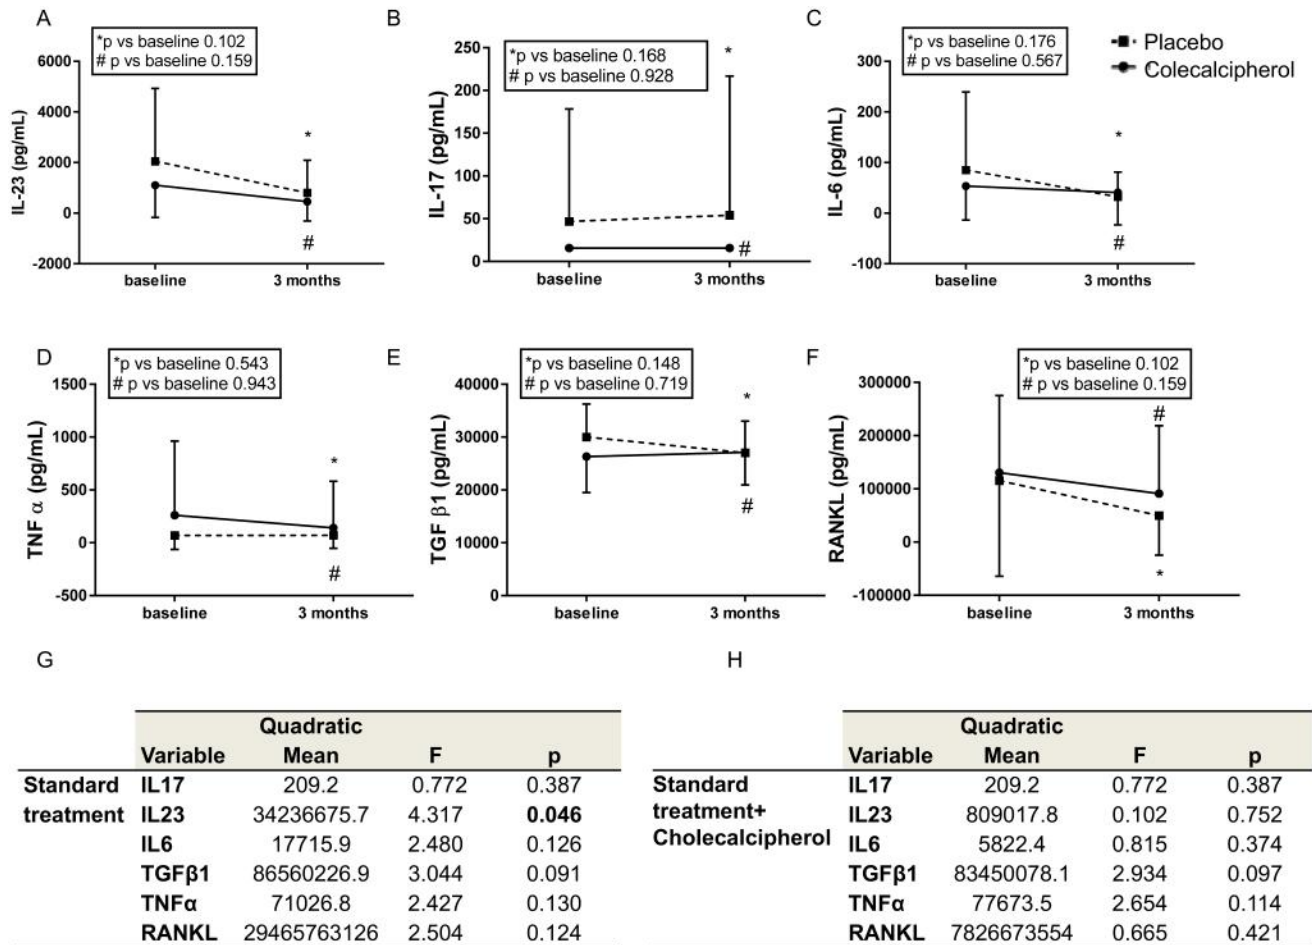 A
*p vs baseline 0.102
# p vs baseline 0.159
IL-23 (pg/mL)
6000
4000
2000
0
-2000
baseline
3 months
*
#
B
*p vs baseline 0.168
# p vs baseline 0.928
IL-17 (pg/mL)
250
200
150
100
50
0
baseline
3 months
*
#
C
*p vs baseline 0.176
# p vs baseline 0.567
IL-6 (pg/mL)
300
200
100
0
-100
baseline
3 months
*
#
Placebo
Colecalcipherol
D
*p vs baseline 0.543
# p vs baseline 0.943
TNF α (pg/mL)
1500
1000
500
0
-500
baseline
3 months
*
#
E
*p vs baseline 0.148
# p vs baseline 0.719
TGF β1 (pg/mL)
40000
30000
20000
10000
0
baseline
3 months
*
#
F
*p vs baseline 0.102
# p vs baseline 0.159
RANKL (pg/mL)
300000
200000
100000
0
-100000
baseline
3 months
#
*
G
Quadratic
Variable Mean F p
Standard IL17 209.2 0.772 0.387
treatment IL23 34236675.7 4.317 0.046
IL6 17715.9 2.480 0.126
TGFβ1 86560226.9 3.044 0.091
TNFα 71026.8 2.427 0.130
RANKL 29465763126 2.504 0.124
H
Quadratic
Variable Mean F p
Standard IL17 209.2 0.772 0.387
treatment+ IL23 809017.8 0.102 0.752
Cholecalcipherol IL6 5822.4 0.815 0.374
TGFβ1 83450078.1 2.934 0.097
TNFα 77673.5 2.654 0.114
RANKL 7826673554 0.665 0.421